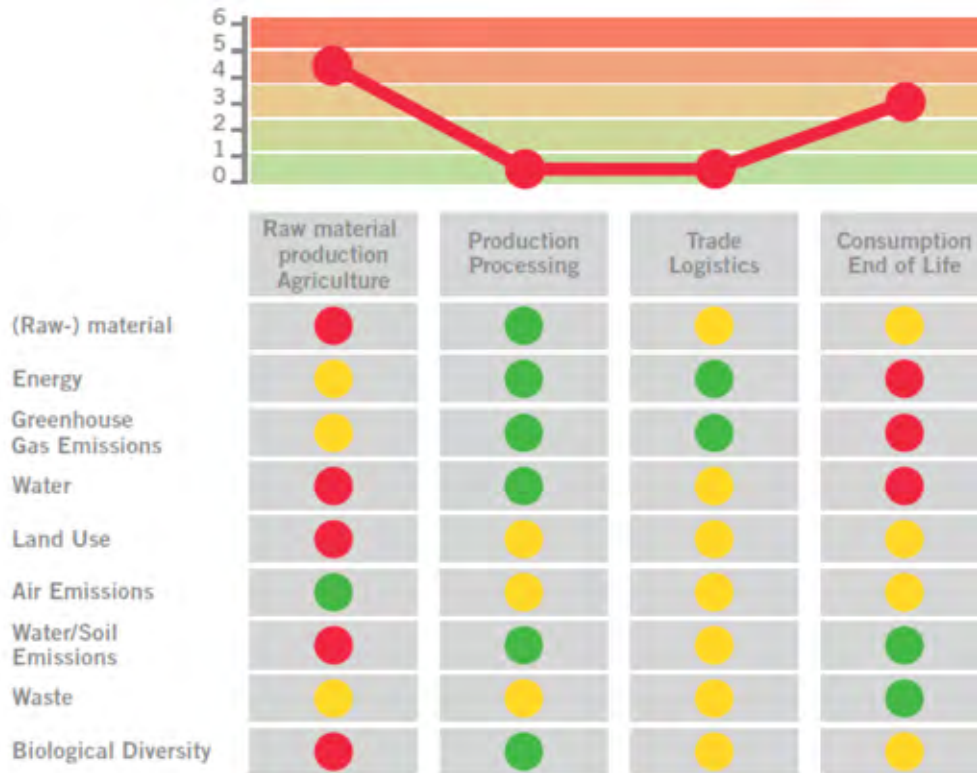 6
5
4
3
2
1
0
Raw material
production
Agriculture
Production
Processing
Trade
Logistics
Consumption
End of Life
(Raw-) material
Energy
Greenhouse
Gas Emissions
Water
Land Use
Air Emissions
Water/Soil
Emissions
Waste
Biological Diversity